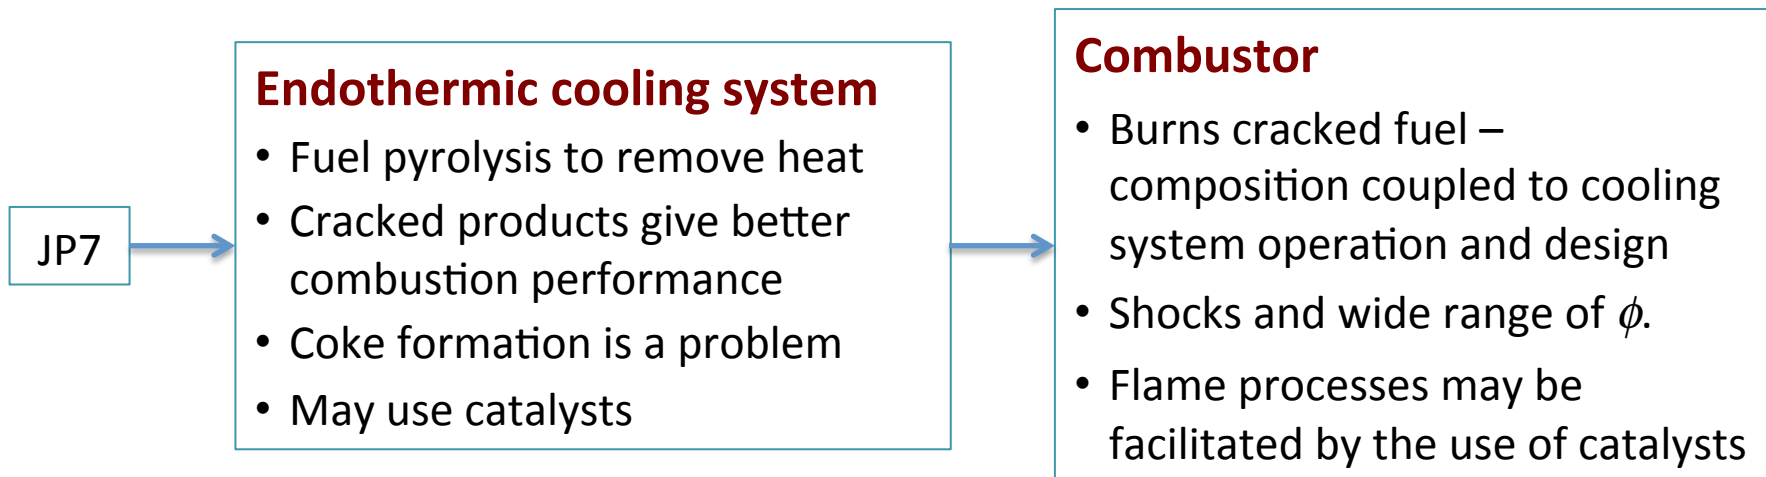 JP7
Endothermic cooling system
• Fuel pyrolysis to remove heat
• Cracked products give better
combustion performance
• Coke formation is a problem
• May use catalysts
Combustor
• Burns cracked fuel –
composition coupled to cooling
system operation and design
• Shocks and wide range of ϕ.
• Flame processes may be
facilitated by the use of catalysts